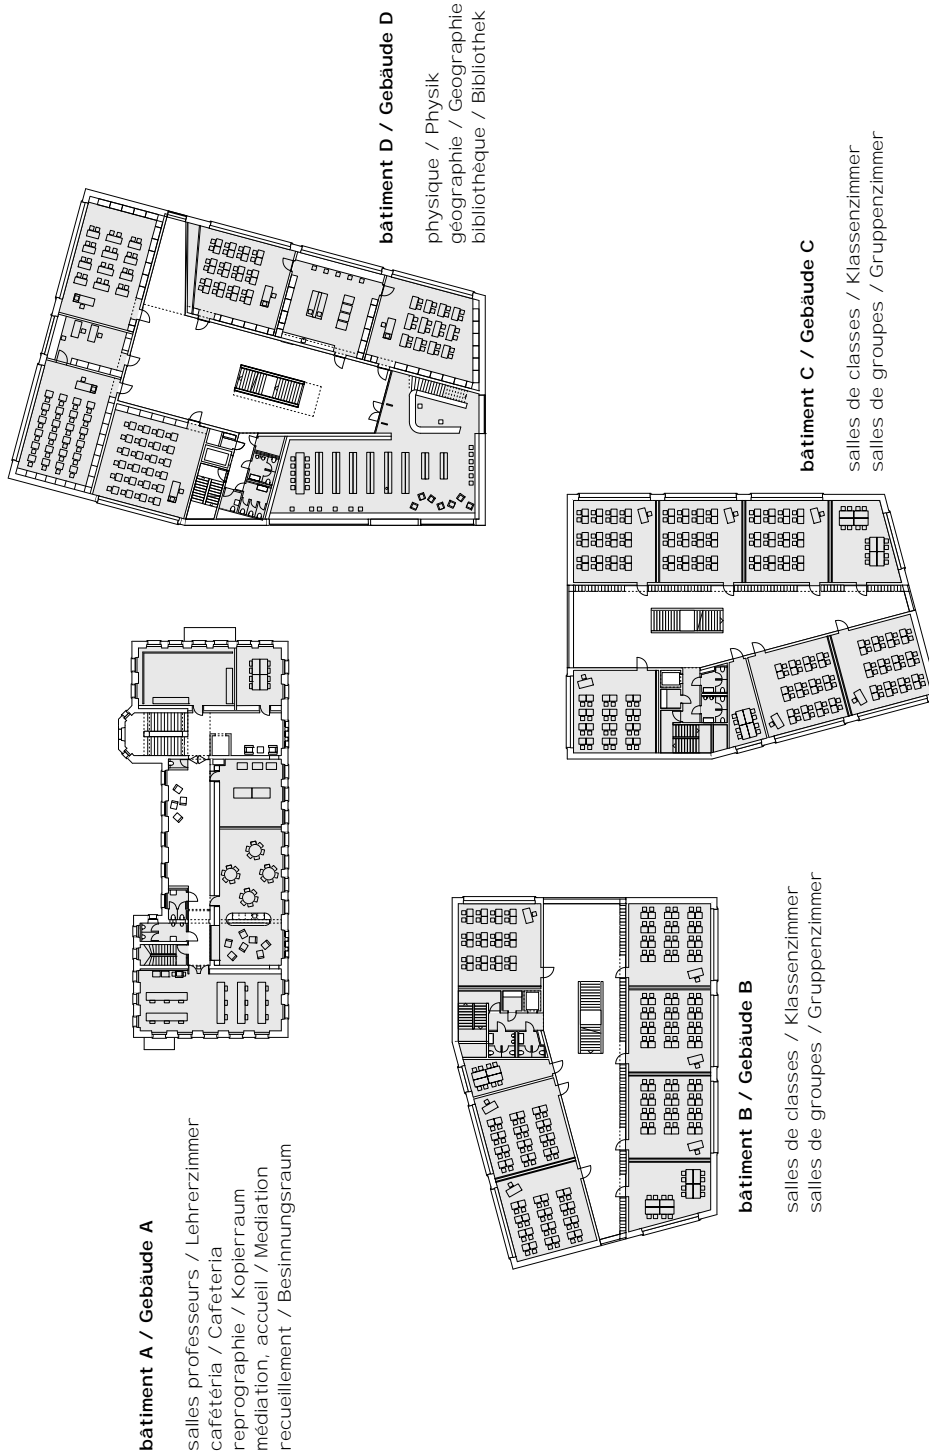 bâtiment A / Gebäude A
salles professeurs / Lehrerzimmer
cafétéria / Cafeteria
reprographie / Kopierraum
médiation, accueil / Mediation
recueillement / Besinnungsraum
bâtiment B / Gebäude B
salles de classes / Klassenzimmer
salles de groupes / Gruppenzimmer
bâtiment C / Gebäude C
salles de classes / Klassenzimmer
salles de groupes / Gruppenzimmer
bâtiment D / Gebäude D
physique / Physik
géographie / Geographie
bibliothèque / Bibliothek